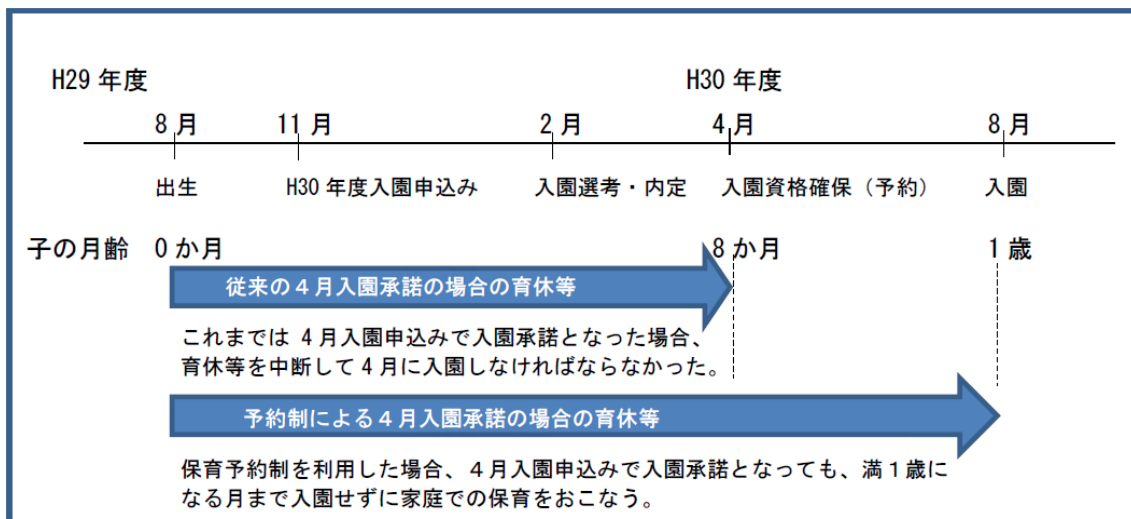 H29 年度 H30 年度
8 月 11 月 2 月 4 月 8 月
出生 H30 年度入園申込み 入園選考・内定 入園資格確保（予約） 入園
子の月齢 0 か月 8 か月 1 歳
従来の４月入園承諾の場合の育休等
これまでは 4 月入園申込みで入園承諾となった場合、
育休等を中断して 4 月に入園しなければならなかった。
予約制による４月入園承諾の場合の育休等
保育予約制を利用した場合、４月入園申込みで入園承諾となっても、満１歳に
なる月まで入園せずに家庭での保育をおこなう。